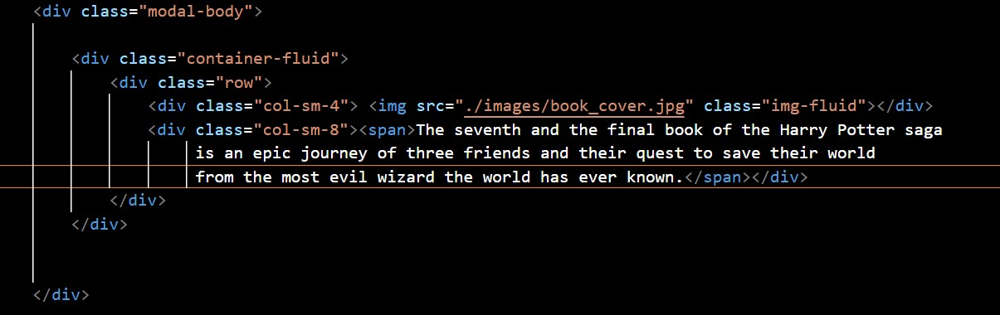 <div class="modal-body">
<div class="container-fluid">
<div class="row">
<div class="col-sm-4"> <img src="./images/book_cover.jpg" class="img-fluid"></div>
<div class="col-sm-8"><span>The seventh and the final book of the Harry Potter saga
is an epic journey of three friends and their quest to save their world
from the most evil wizard the world has ever known.</span></div>
</div>
</div>
</div>